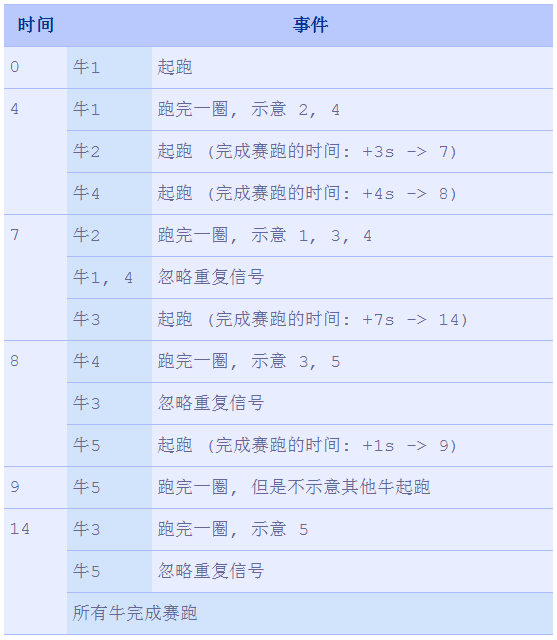 时间 事件
0 牛1 起跑
4 牛1 跑完一圈, 示意 2, 4
牛2 起跑 (完成赛跑的时间: +3s -> 7)
牛4 起跑 (完成赛跑的时间: +4s -> 8)
7 牛2 跑完一圈, 示意 1, 3, 4
牛1, 4 忽略重复信号
牛3 起跑 (完成赛跑的时间: +7s -> 14)
8 牛4 跑完一圈, 示意 3, 5
牛3 忽略重复信号
牛5 起跑 (完成赛跑的时间: +1s -> 9)
9 牛5 跑完一圈, 但是不示意其他牛起跑
14 牛3 跑完一圈, 示意 5
牛5 忽略重复信号
所有牛完成赛跑